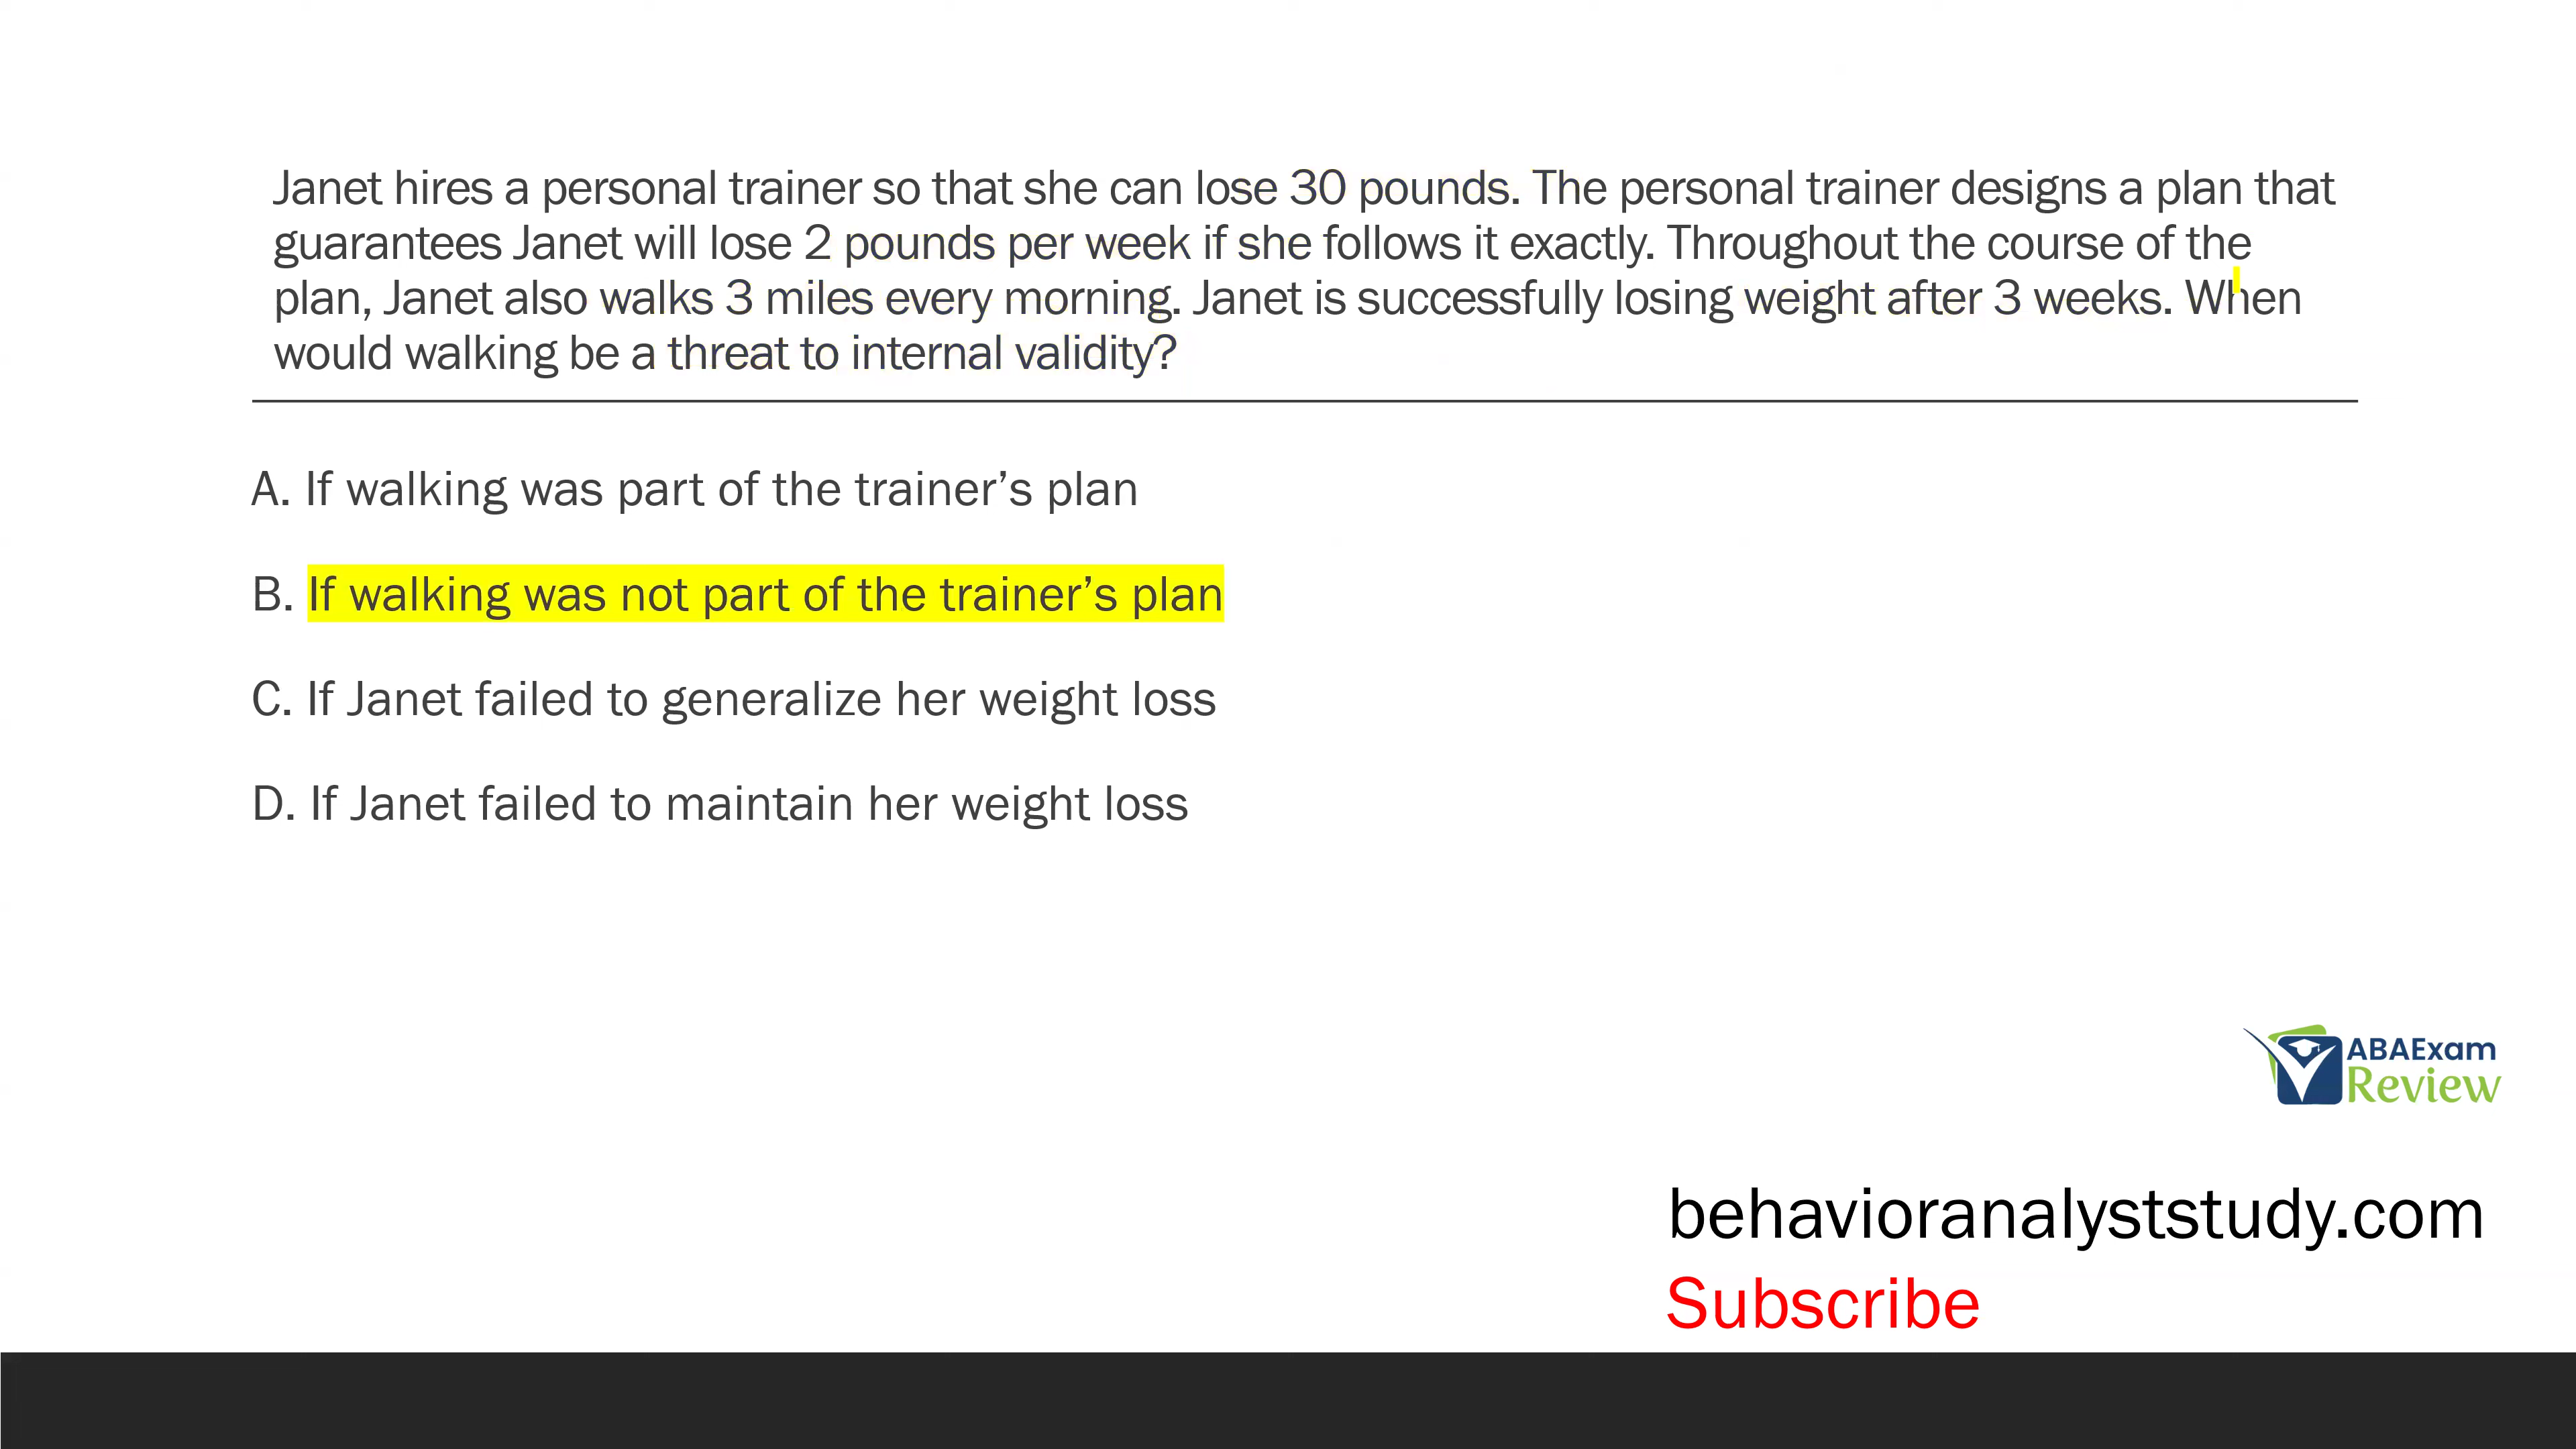 Janet hires a personal trainer so that she can lose 30 pounds. The personal trainer designs a plan that
guarantees Janet will lose 2 pounds per week if she follows it exactly. Throughout the course of the
plan, Janet also walks 3 miles every morning. Janet is successfully losing weight after 3 weeks. When
would walking be a threat to internal validity?
A. If walking was part of the trainer’s plan
B. If walking was not part of the trainer’s plan
C. If Janet failed to generalize her weight loss
D. If Janet failed to maintain her weight loss
ABAExam
Review
behavioranalyststudy.com
Subscribe